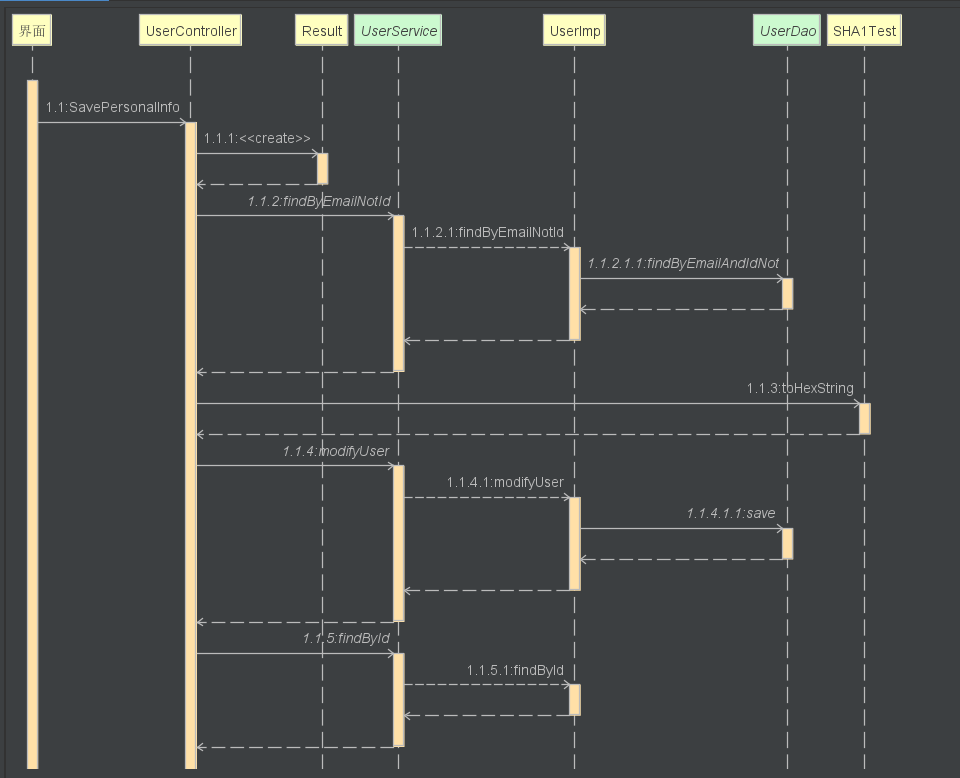 界面
UserController
Result
UserService
UserImp
UserDao
SHA1Test
1.1:SavePersonalInfo
1.1.1:<<create>>
1.1.2:findByEmailNotId
1.1.2.1:findByEmailNotId
1.1.2.1.1:findByEmailAndIdNot
1.1.3:toHexString
1.1.4:modifyUser
1.1.4.1:modifyUser
1.1.4.1.1:save
1.1.5:findById
1.1.5.1:findById